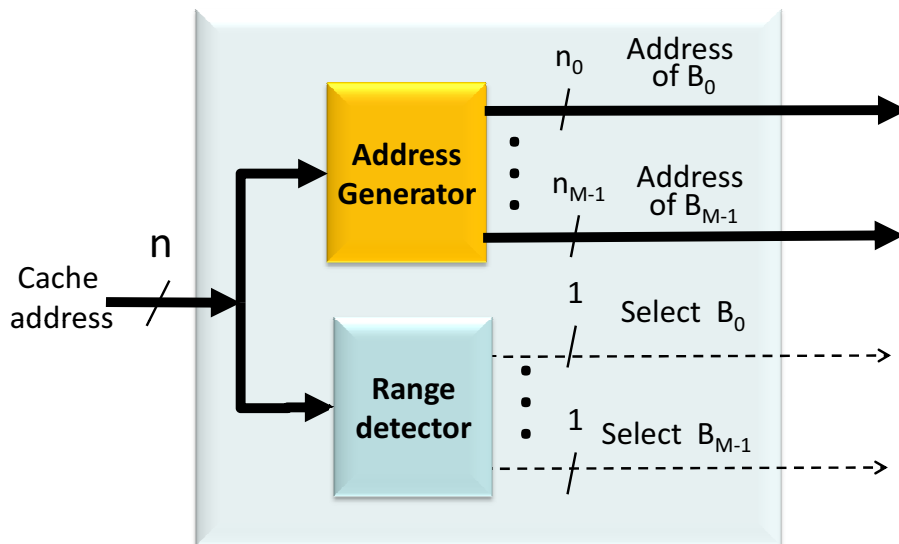 n₀
Address
of B₀
Address
Generator
nM-1
Address
of BM-1
n
Cache
address
1
Select B₀
Range
detector
1
Select BM-1